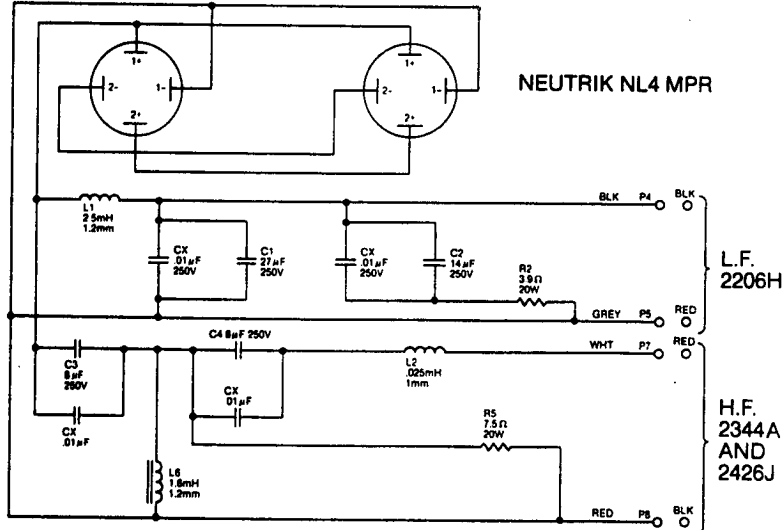 1+
1+
NEUTRIK NL4 MPR
2-
1-
2-
1-
2+
2+
BLK P4 BLK
L1
2 5mH
1.2mm
CX
.01µF
250V
C1
27µF
250V
CX
.01µF
250V
C2
14µF
250V
R2
3.9Ω
20W
L.F.
2206H
GREY P5 RED
C4 8µF 250V
WHT P7 RED
C3
8µF
250V
L2
.025mH
1mm
CX
.01µF
CX
01µF
R5
7.5Ω
20W
H.F.
2344A
AND
2426J
L6
1.6mH
1.2mm
RED P8 BLK